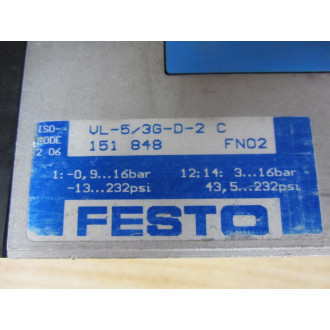 ISO-
RODE
2 06
VL-5/3G-D-2 C
151 848 FN02
1:-0,9...16bar 12;14: 3...16bar
-13...232psi 43,5...232psi
FESTO